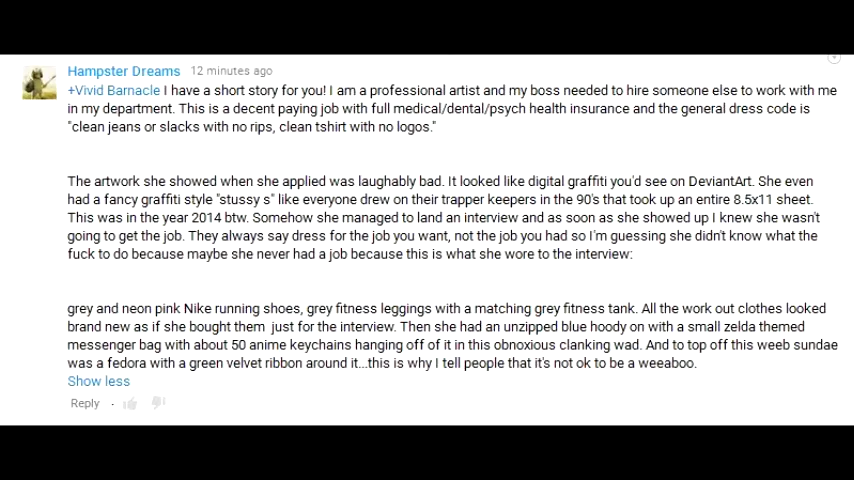 Hampster Dreams 12 minutes ago
+Vivid Barnacle I have a short story for you! I am a professional artist and my boss needed to hire someone else to work with me
in my department. This is a decent paying job with full medical/dental/psych health insurance and the general dress code is
"clean jeans or slacks with no rips, clean tshirt with no logos."
The artwork she showed when she applied was laughably bad. It looked like digital graffiti you'd see on DeviantArt. She even
had a fancy graffiti style "stussy s" like everyone drew on their trapper keepers in the 90's that took up an entire 8.5x11 sheet.
This was in the year 2014 btw. Somehow she managed to land an interview and as soon as she showed up I knew she wasn't
going to get the job. They always say dress for the job you want, not the job you had so I'm guessing she didn't know what the
fuck to do because maybe she never had a job because this is what she wore to the interview:
grey and neon pink Nike running shoes, grey fitness leggings with a matching grey fitness tank. All the work out clothes looked
brand new as if she bought them just for the interview. Then she had an unzipped blue hoody on with a small zelda themed
messenger bag with about 50 anime keychains hanging off of it in this obnoxious clanking wad. And to top off this weeb sundae
was a fedora with a green velvet ribbon around it...this is why I tell people that it's not ok to be a weeaboo.
Show less
Reply ·